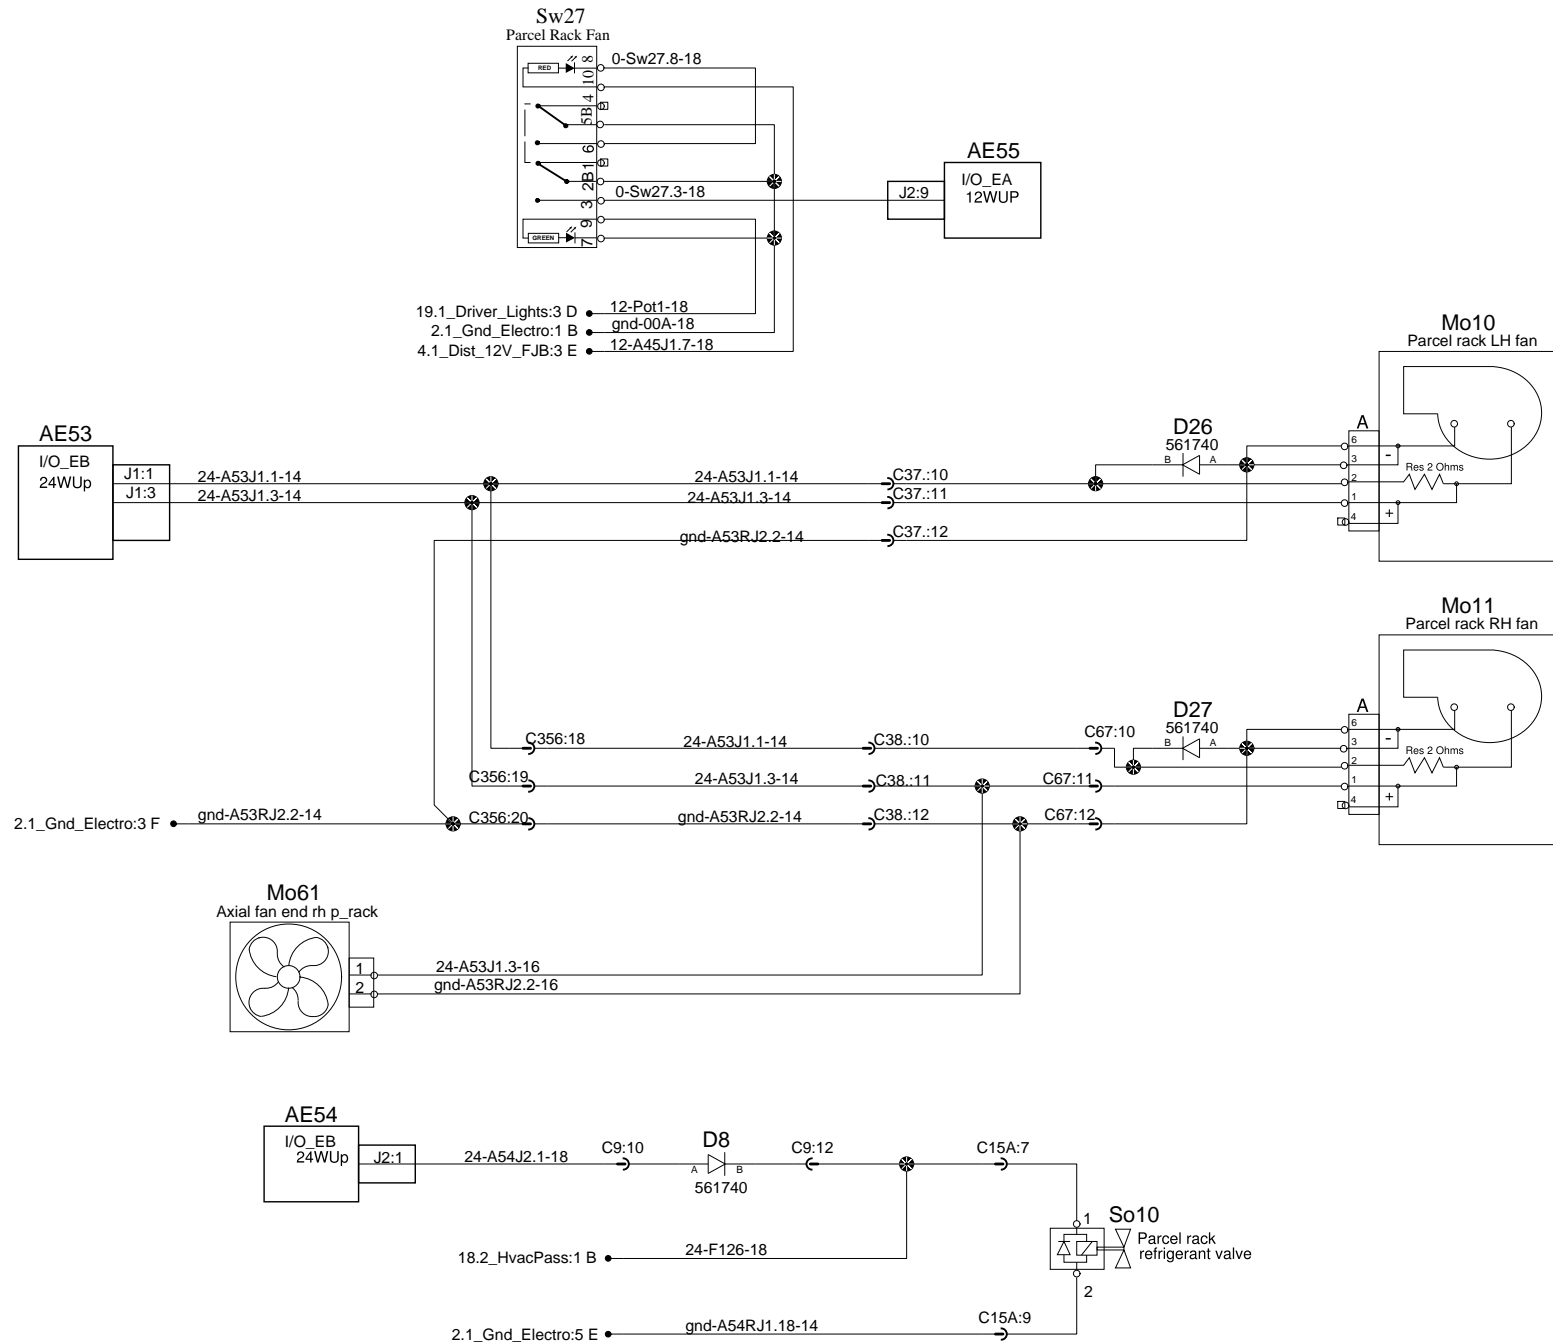 Sw27
Parcel Rack Fan
RED
8
0-Sw27.8-18
10
4
5B
6
B1
2B
0-Sw27.3-18
3
9
GREEN
7
AE55
J2:9
I/O_EA
12WUP
19.1_Driver_Lights:3 D
12-Pot1-18
2.1_Gnd_Electro:1 B
gnd-00A-18
4.1_Dist_12V_FJB:3 E
12-A45J1.7-18
Mo10
Parcel rack LH fan
AE53
I/O_EB
24WUp
J1:1
J1:3
24-A53J1.1-14
24-A53J1.3-14
24-A53J1.1-14
24-A53J1.3-14
gnd-A53RJ2.2-14
C37.:10
C37.:11
C37.:12
D26
561740
B A
A
6
3
2
1
4
-
+
Res 2 Ohms
Mo11
Parcel rack RH fan
C356:18
C356:19
C356:20
24-A53J1.1-14
24-A53J1.3-14
gnd-A53RJ2.2-14
C38.:10
C38.:11
C38.:12
C67:10
C67:11
C67:12
D27
561740
B A
A
6
3
2
1
4
-
+
Res 2 Ohms
2.1_Gnd_Electro:3 F
gnd-A53RJ2.2-14
Mo61
Axial fan end rh p_rack
1
2
24-A53J1.3-16
gnd-A53RJ2.2-16
AE54
I/O_EB
24WUp
J2:1
24-A54J2.1-18
C9:10
D8
A B
561740
C9:12
C15A:7
18.2_HvacPass:1 B
24-F126-18
1
So10
Parcel rack
refrigerant valve
2
2.1_Gnd_Electro:5 E
gnd-A54RJ1.18-14
C15A:9